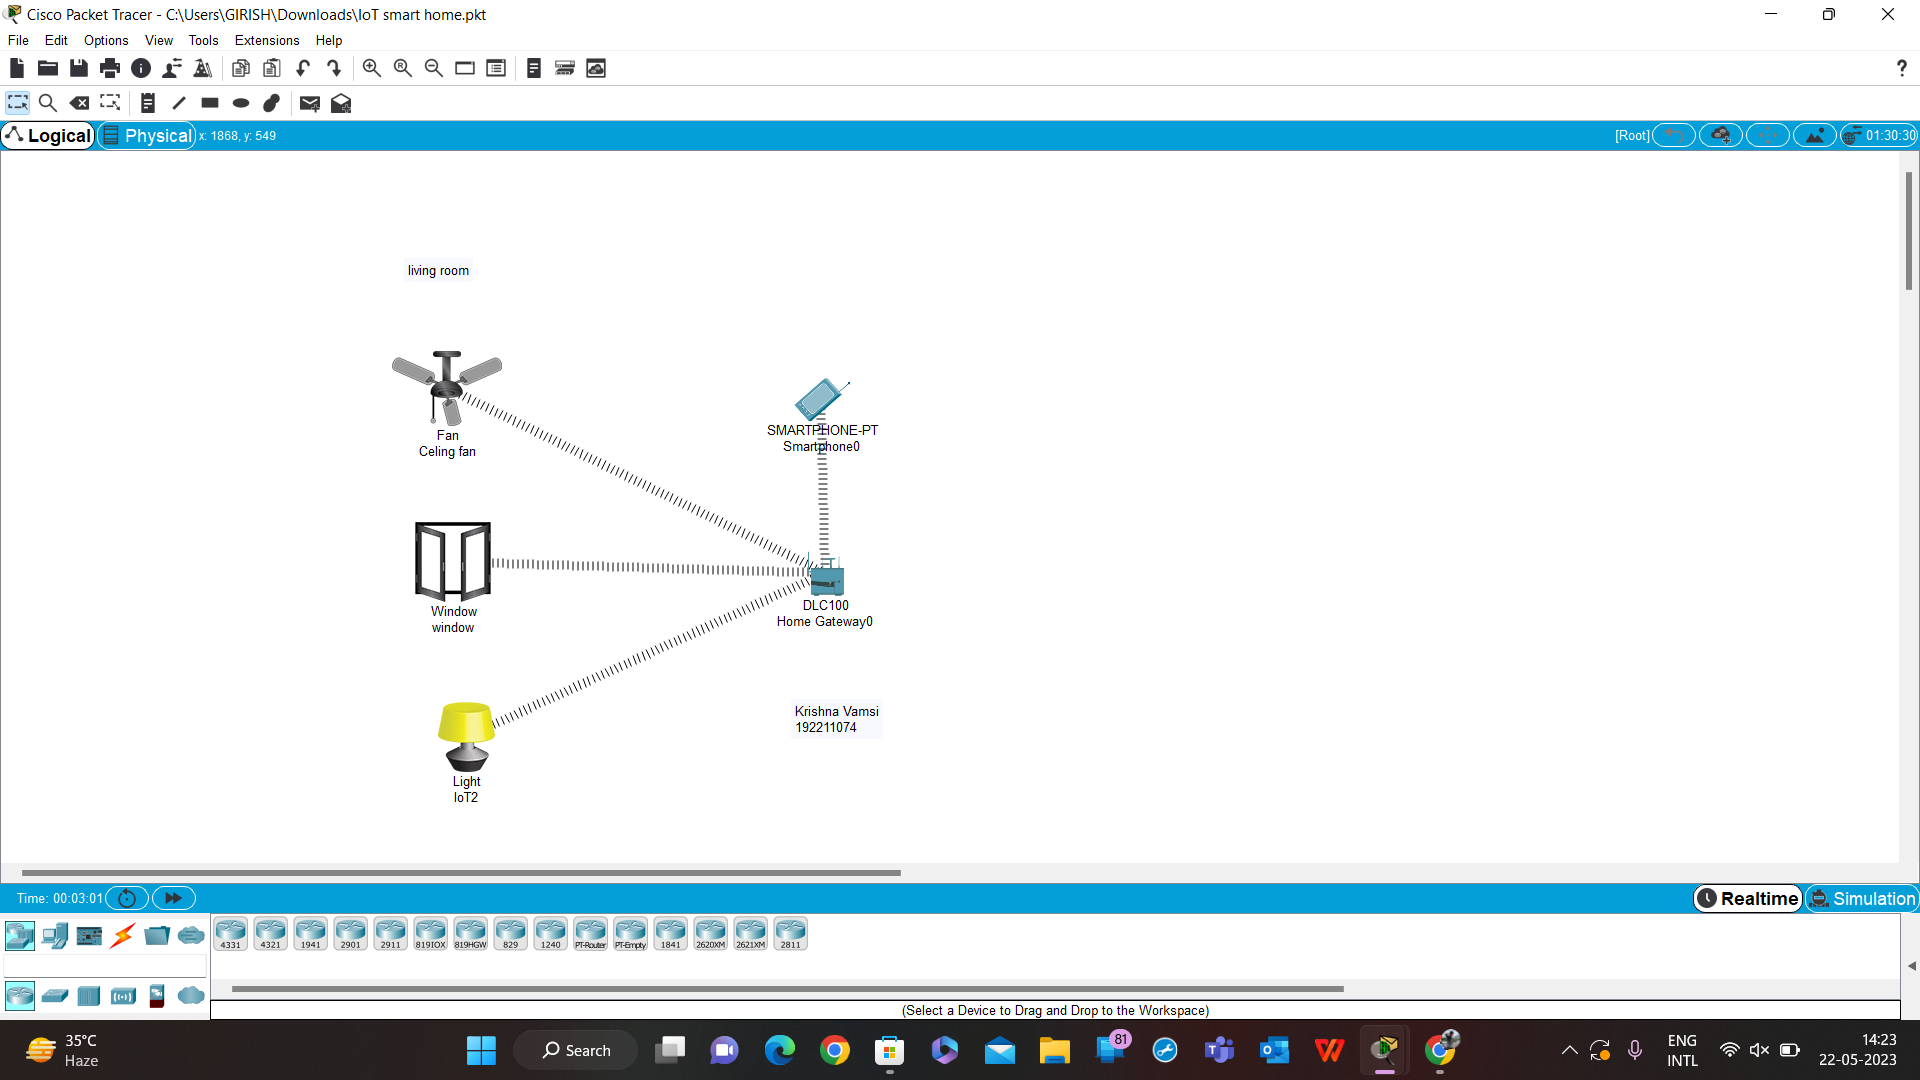 Cisco Packet Tracer - C:\Users\GIRISH\Downloads\IoT smart home.pkt
File Edit Options View Tools Extensions Help
?
Logical Physical x: 1868, y: 549 [Root] 01:30:30
living room
Fan
Celing fan
SMARTPHONE-PT
Smartphone0
Window
window
DLC100
Home Gateway0
Krishna Vamsi
192211074
Light
IoT2
Time: 00:03:01 Realtime Simulation
4331 4321 1941 2901 2911 819IOX 819HGW 829 1240 PT-Router PT-Empty 1841 2620XM 2621XM 2811
(Select a Device to Drag and Drop to the Workspace)
35°C
Haze
Search
81
ENG
INTL
14:23
22-05-2023